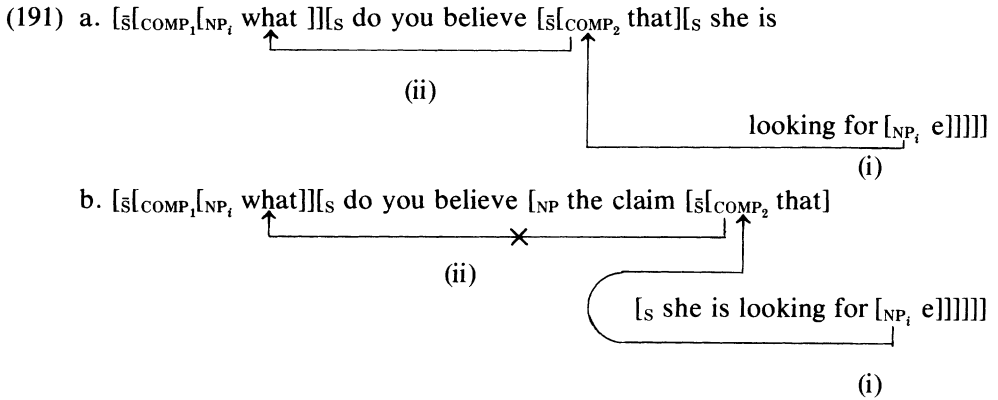 (191) a. [S̄[COMP₁[NPᵢ what ]][S do you believe [S̄[COMP₂ that][S she is
(ii)
looking for [NPᵢ e]]]]]
(i)
b. [S̄[COMP₁[NPᵢ what]][S do you believe [NP the claim [S̄[COMP₂ that]
(ii)
[S she is looking for [NPᵢ e]]]]]]
(i)